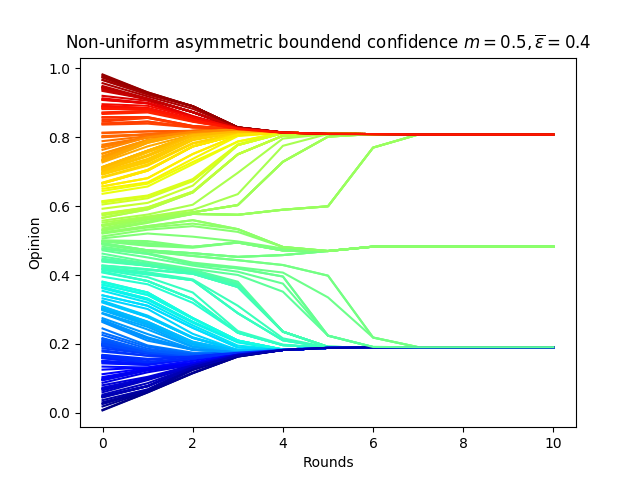 Non-uniform asymmetric boundend confidence m = 0.5, ε̅ = 0.4
1.0
0.8
0.6
0.4
0.2
0.0
Opinion
0 2 4 6 8 10
Rounds